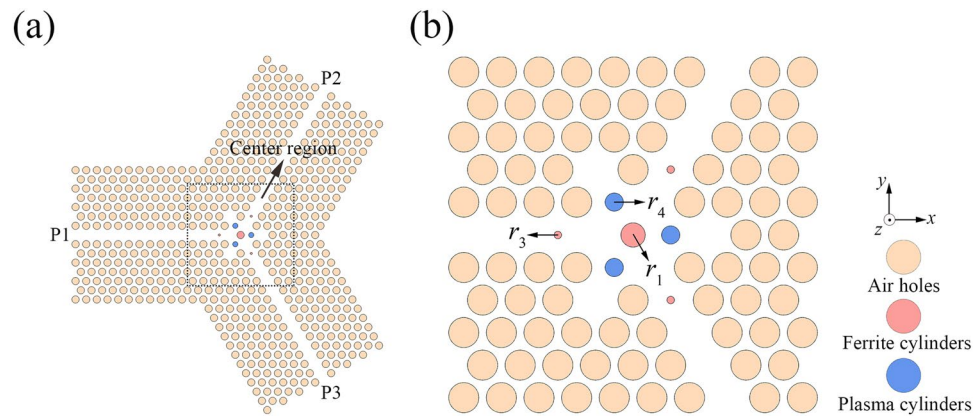 (a)
(b)
P2
Center region
P1
P3
r4
r3
r1
y
x
z
Air holes
Ferrite cylinders
Plasma cylinders